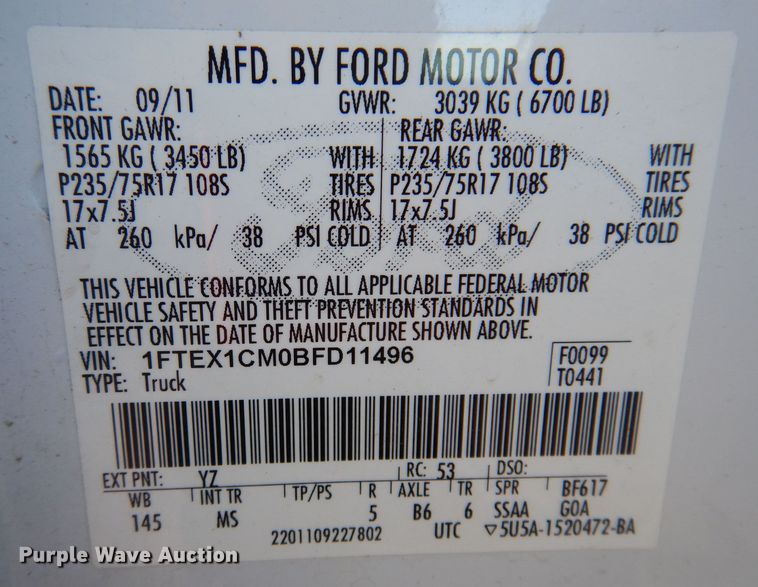 MFD. BY FORD MOTOR CO.
DATE: 09/11 GVWR: 3039 KG ( 6700 LB)
FRONT GAWR: REAR GAWR:
1565 KG ( 3450 LB) WITH 1724 KG ( 3800 LB) WITH
P235/75R17 108S TIRES P235/75R17 108S TIRES
17x7.5J RIMS 17x7.5J RIMS
AT 260 kPa/ 38 PSI COLD AT 260 kPa/ 38 PSI COLD
Ford
THIS VEHICLE CONFORMS TO ALL APPLICABLE FEDERAL MOTOR
VEHICLE SAFETY AND THEFT PREVENTION STANDARDS IN
EFFECT ON THE DATE OF MANUFACTURE SHOWN ABOVE.
VIN: 1FTEX1CM0BFD11496 F0099
TYPE: Truck T0441
EXT PNT: YZ RC: 53 DSO:
WB INT TR TP/PS R AXLE TR SPR BF617
145 MS 5 B6 6 SSAA GOA
2201109227802 UTC ▽5U5A-1520472-BA
Purple Wave Auction